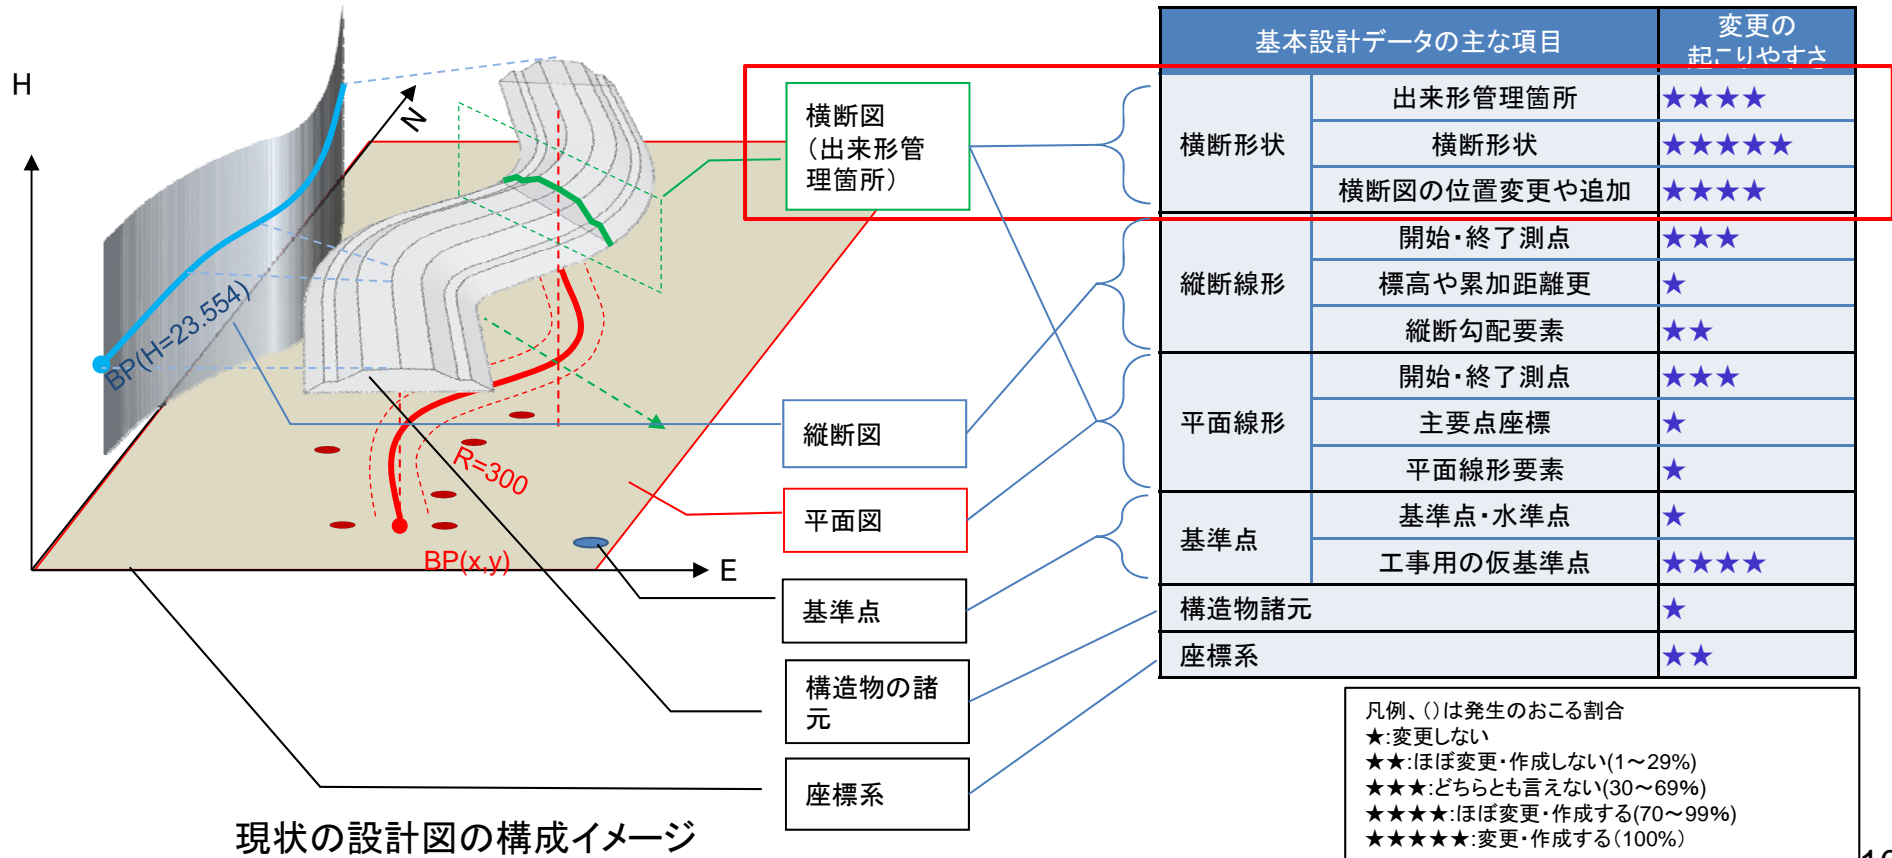 H
N
E
BP(H=23.554)
R=300
BP(x,y)
横断図
（出来形管
理箇所）
縦断図
平面図
基準点
構造物の諸
元
座標系
現状の設計図の構成イメージ
基本設計データの主な項目
変更の
起こりやすさ
横断形状
出来形管理箇所
★★★★
横断形状
★★★★★
横断図の位置変更や追加
★★★★
縦断線形
開始・終了測点
★★★
標高や累加距離更
★
縦断勾配要素
★★
平面線形
開始・終了測点
★★★
主要点座標
★
平面線形要素
★
基準点
基準点・水準点
★
工事用の仮基準点
★★★★
構造物諸元
★
座標系
★★
凡例、（）は発生のおこる割合
★:変更しない
★★:ほぼ変更・作成しない(1～29%)
★★★:どちらとも言えない(30～69%)
★★★★:ほぼ変更・作成する(70～99%)
★★★★★:変更・作成する（100%）